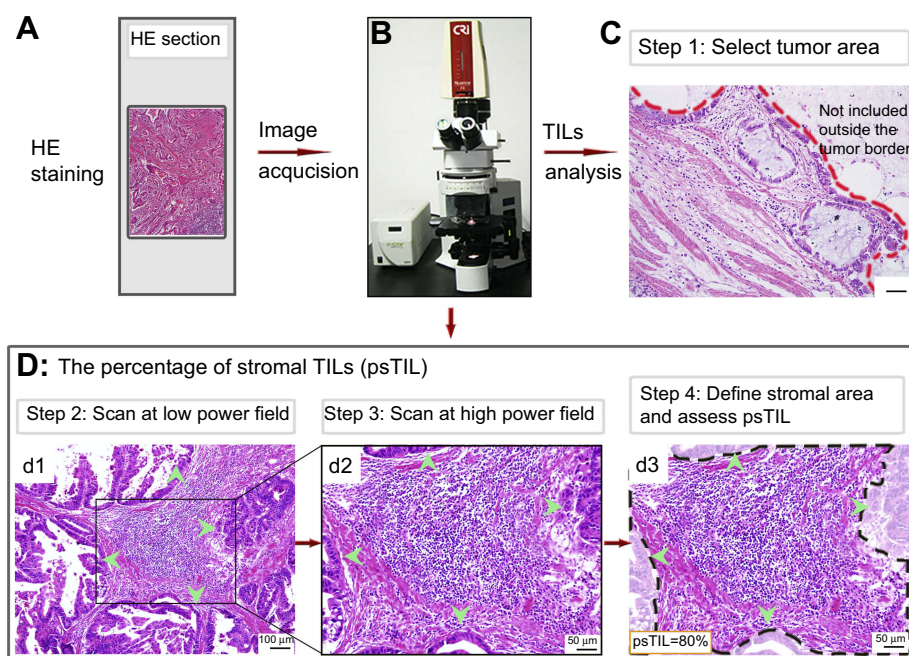 A
HE section
HE
staining
Image
acqucision
B
CRi
Nuance
FX
TILs
analysis
C
Step 1: Select tumor area
Not included
outside the
tumor border
D: The percentage of stromal TILs (psTIL)
Step 2: Scan at low power field
d1
100 μm
Step 3: Scan at high power field
d2
50 μm
Step 4: Define stromal area
and assess psTIL
d3
psTIL=80%
50 μm